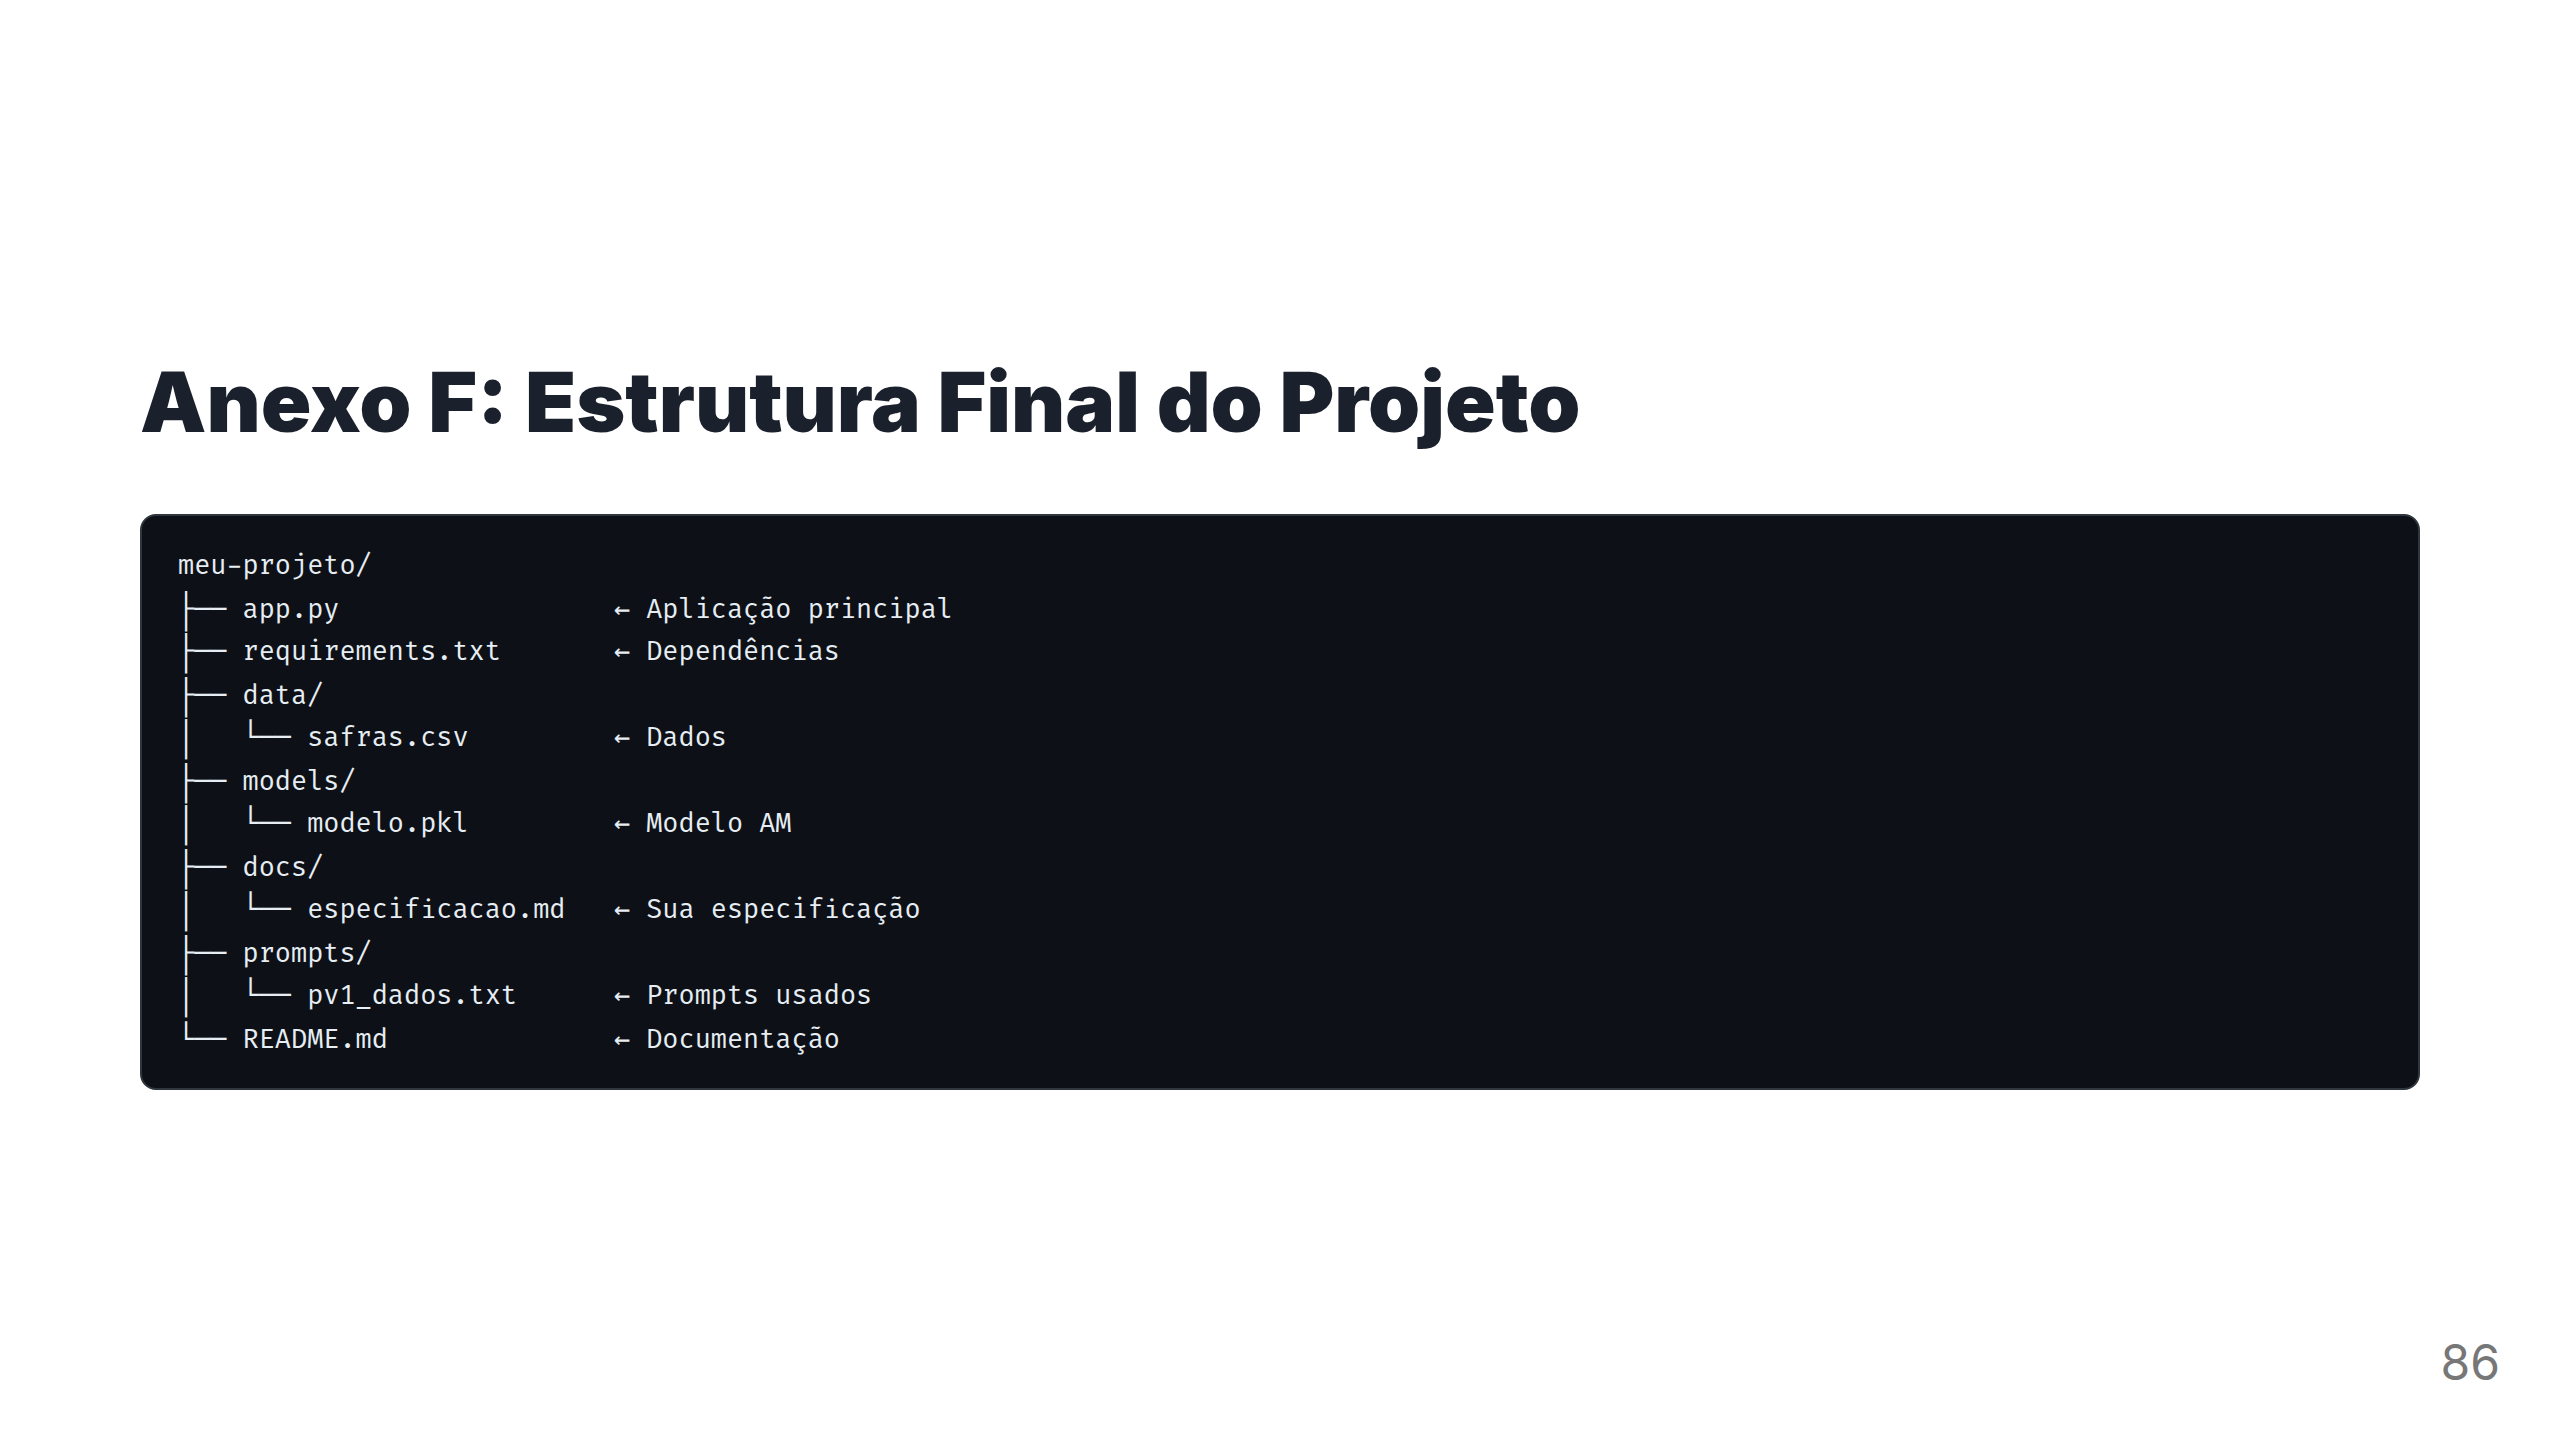 Anexo F: Estrutura Final do Projeto
meu-projeto/
├── app.py                 ← Aplicação principal
├── requirements.txt       ← Dependências
├── data/
│   └── safras.csv         ← Dados
├── models/
│   └── modelo.pkl         ← Modelo AM
├── docs/
│   └── especificacao.md   ← Sua especificação
├── prompts/
│   └── pv1_dados.txt      ← Prompts usados
└── README.md              ← Documentação
86